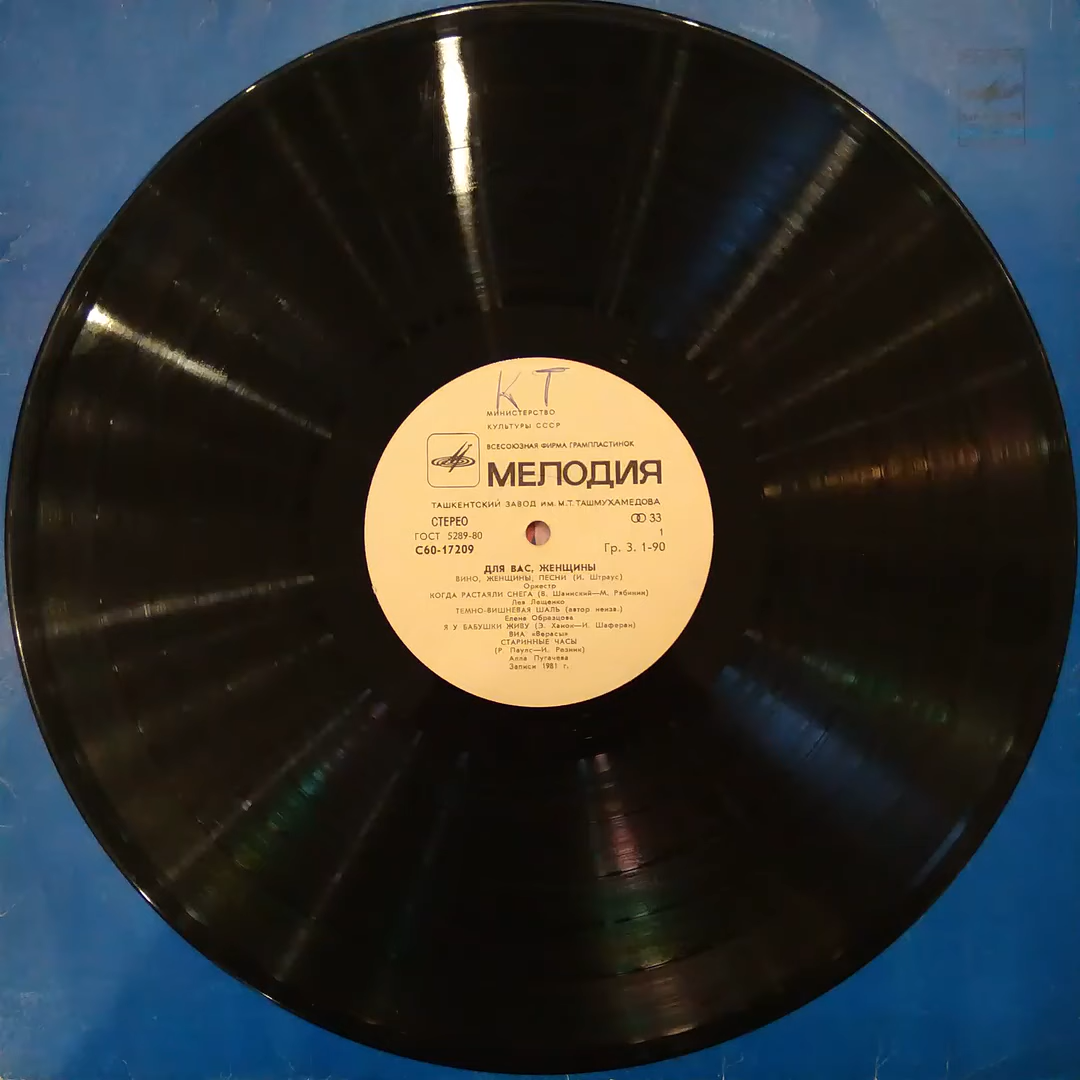 КТ
МИНИСТЕРСТВО
КУЛЬТУРЫ СССР
ВСЕСОЮЗНАЯ ФИРМА ГРАМПЛАСТИНОК
МЕЛОДИЯ
ТАШКЕНТСКИЙ ЗАВОД ИМ. М.Т. ТАШМУХАМЕДОВА
СТЕРЕО 33
ГОСТ 5289-80 1
С60-17209 Гр. 3. 1-90
ДЛЯ ВАС, ЖЕНЩИНЫ
ВИНО, ЖЕНЩИНЫ, ПЕСНИ (И. Штраус)
Оркестр
КОГДА РАСТАЯЛИ СНЕГА (В. Шаинский—М. Рябинин)
Лев Лещенко
ТЕМНО-ВИШНЕВАЯ ШАЛЬ (автор неизв.)
Елена Образцова
Я У БАБУШКИ ЖИВУ (Э. Ханок—И. Шаферан)
ВИА «Верасы»
СТАРИННЫЕ ЧАСЫ
(Р. Паулс—И. Резник)
Алла Пугачева
Записи 1981 г.